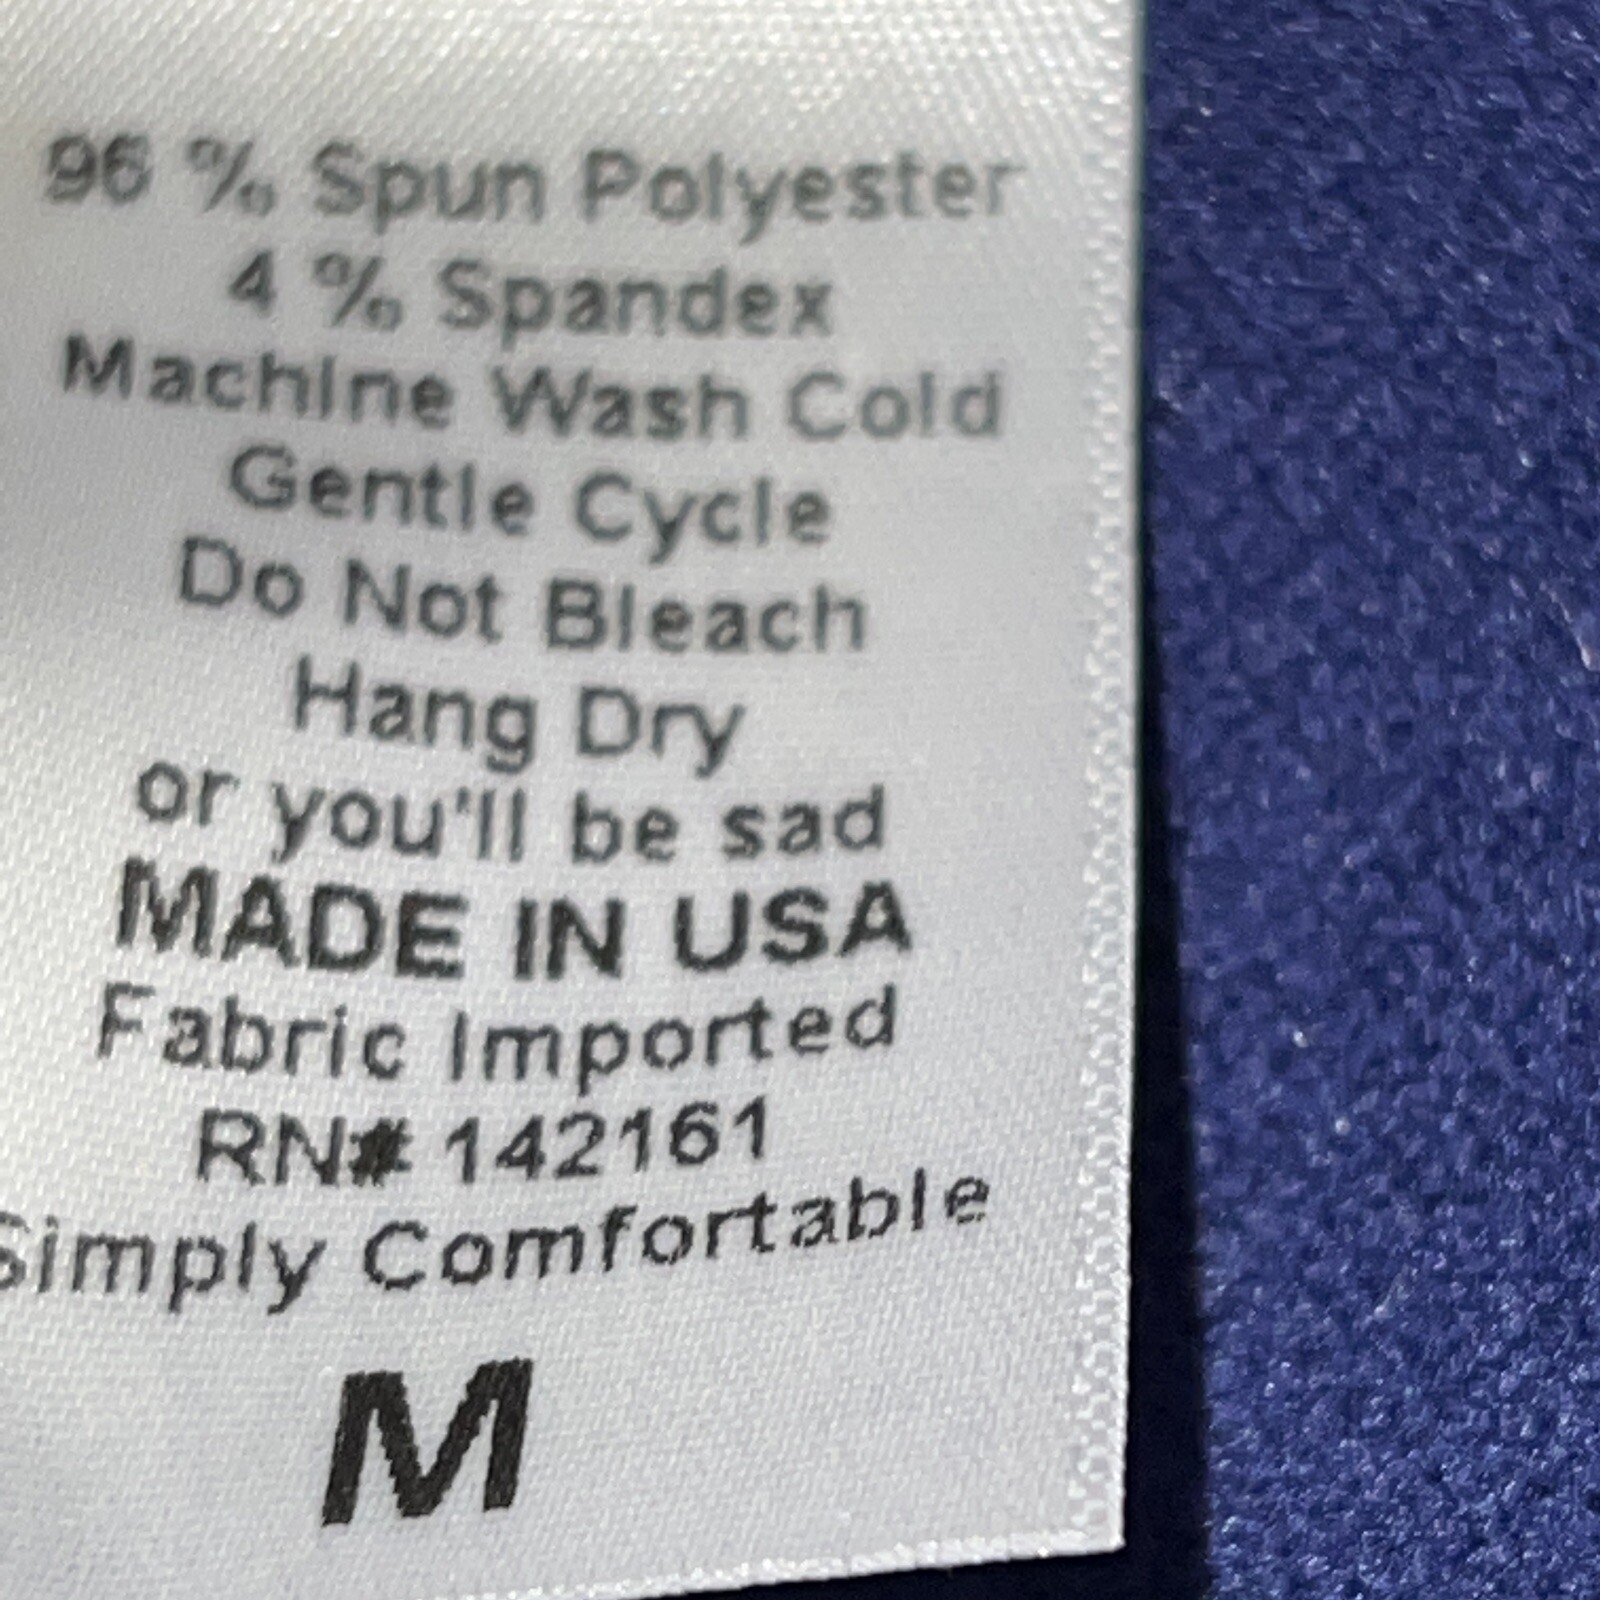 96 % Spun Polyester
4 % Spandex
Machine Wash Cold
Gentle Cycle
Do Not Bleach
Hang Dry
or you'll be sad
MADE IN USA
Fabric Imported
RN# 142161
Simply Comfortable
M